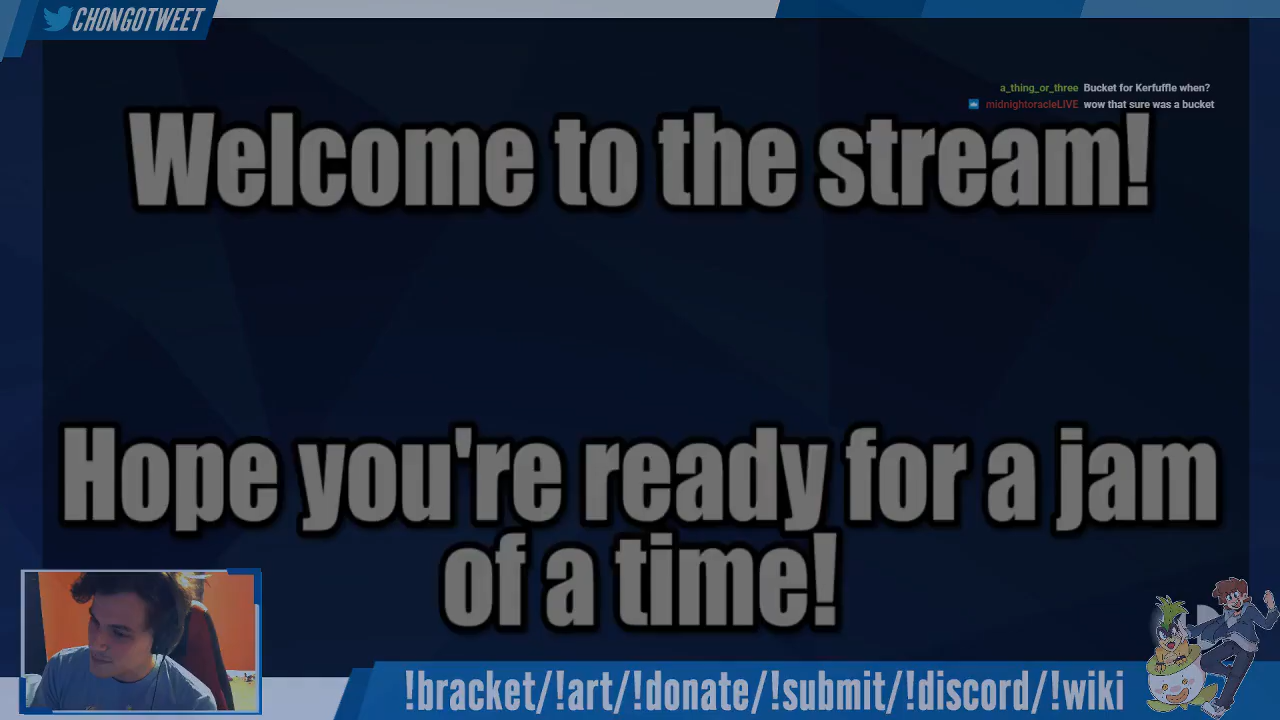 CHONGOTWEET
a_thing_or_three Bucket for Kerfuffle when?
midnightoracleLIVE wow that sure was a bucket
Welcome to the stream!
Hope you're ready for a jam
of a time!
!bracket/!art/!donate/!submit/!discord/!wiki